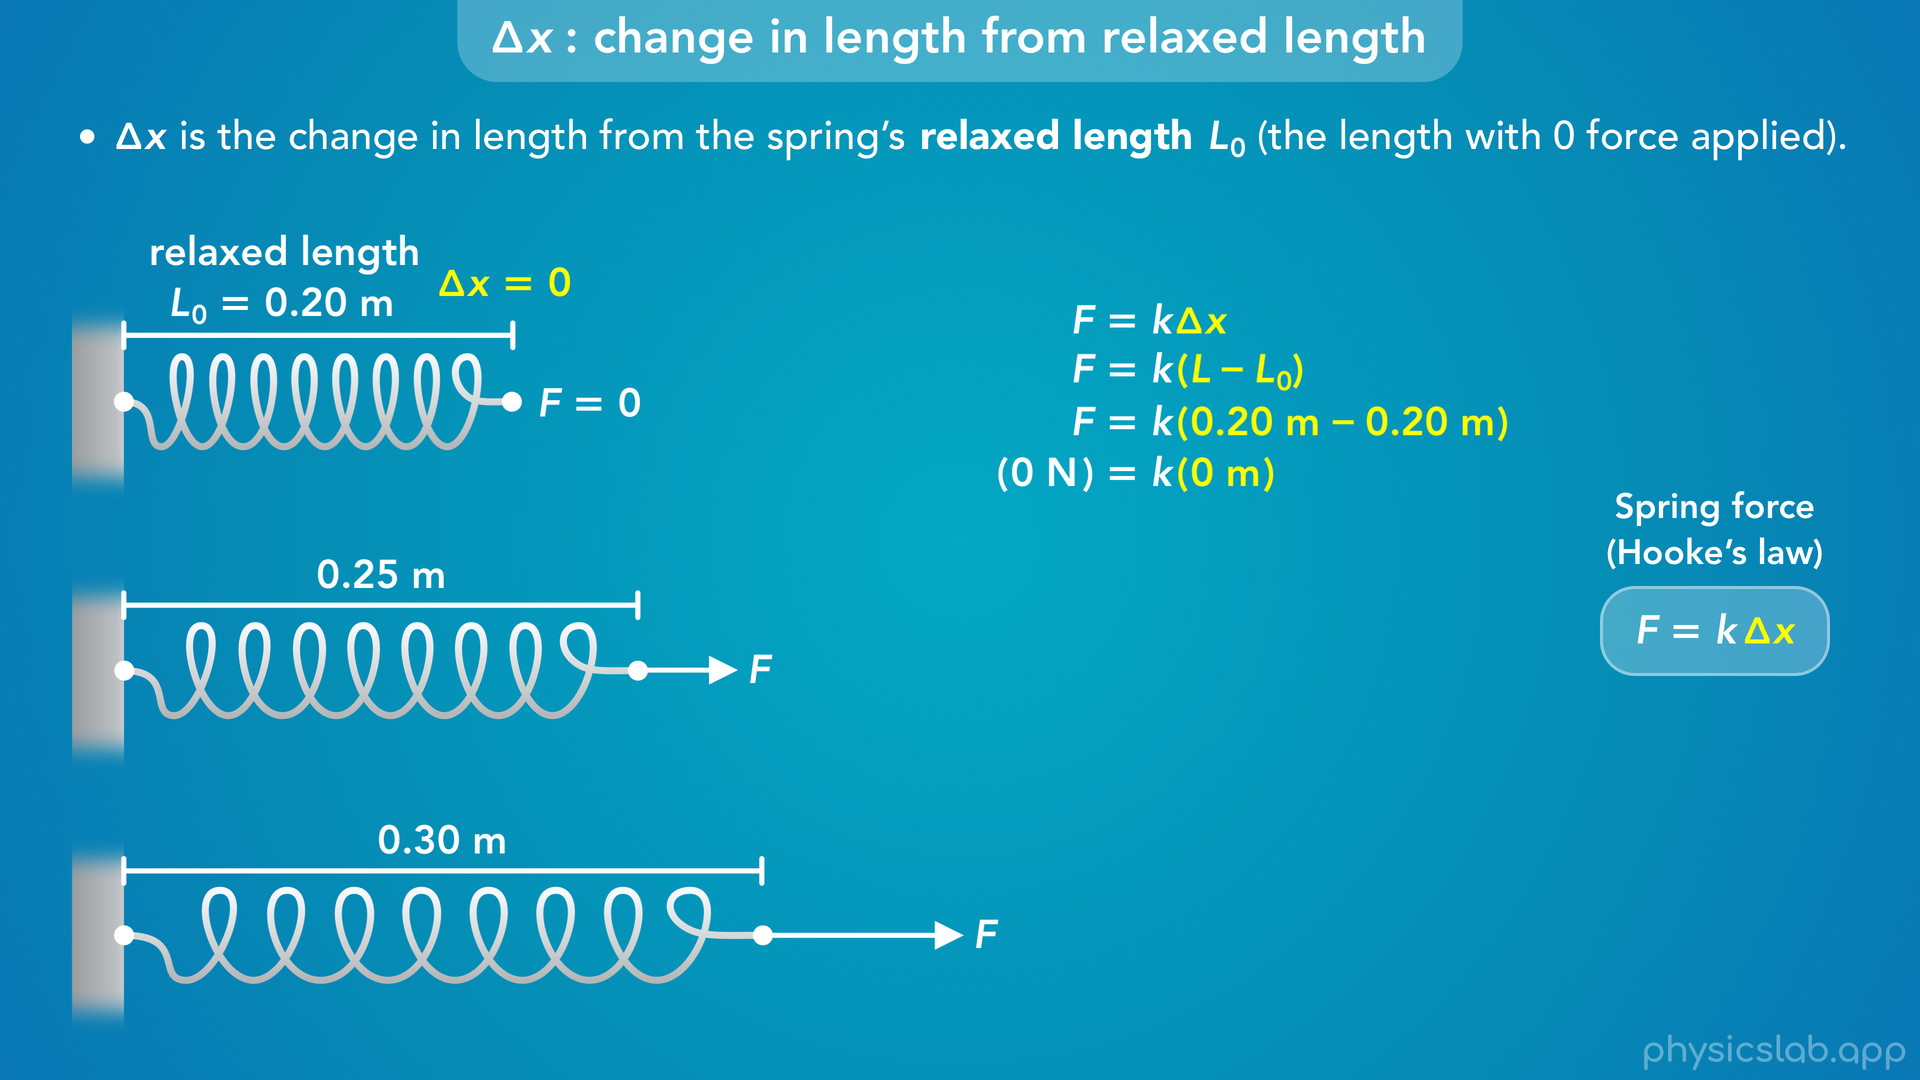 Δx : change in length from relaxed length
• Δx is the change in length from the spring’s relaxed length L₀ (the length with 0 force applied).
relaxed length
L₀ = 0.20 m
Δx = 0
F = 0
F = kΔx
F = k(L – L₀)
F = k(0.20 m – 0.20 m)
(0 N) = k(0 m)
Spring force
(Hooke’s law)
F = kΔx
0.25 m
F
0.30 m
F
physicslab.app